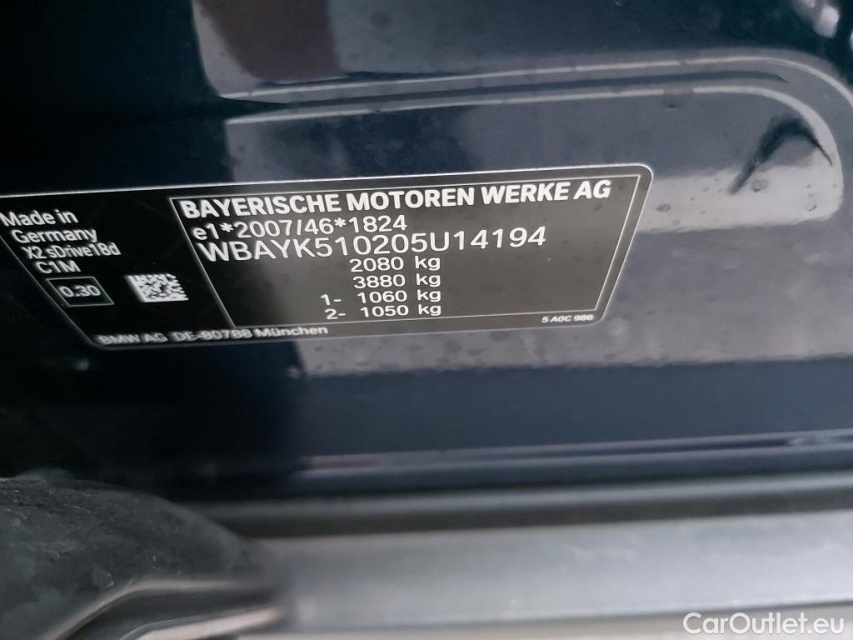 BAYERISCHE MOTOREN WERKE AG
e1*2007/46*1824
WBAYK510205U14194
2080 kg
3880 kg
1- 1060 kg
2- 1050 kg
Made in
Germany
X2 sDrive18d
C1M
0.30
5 A0C 986
BMW AG DE-80788 München
CarOutlet.eu